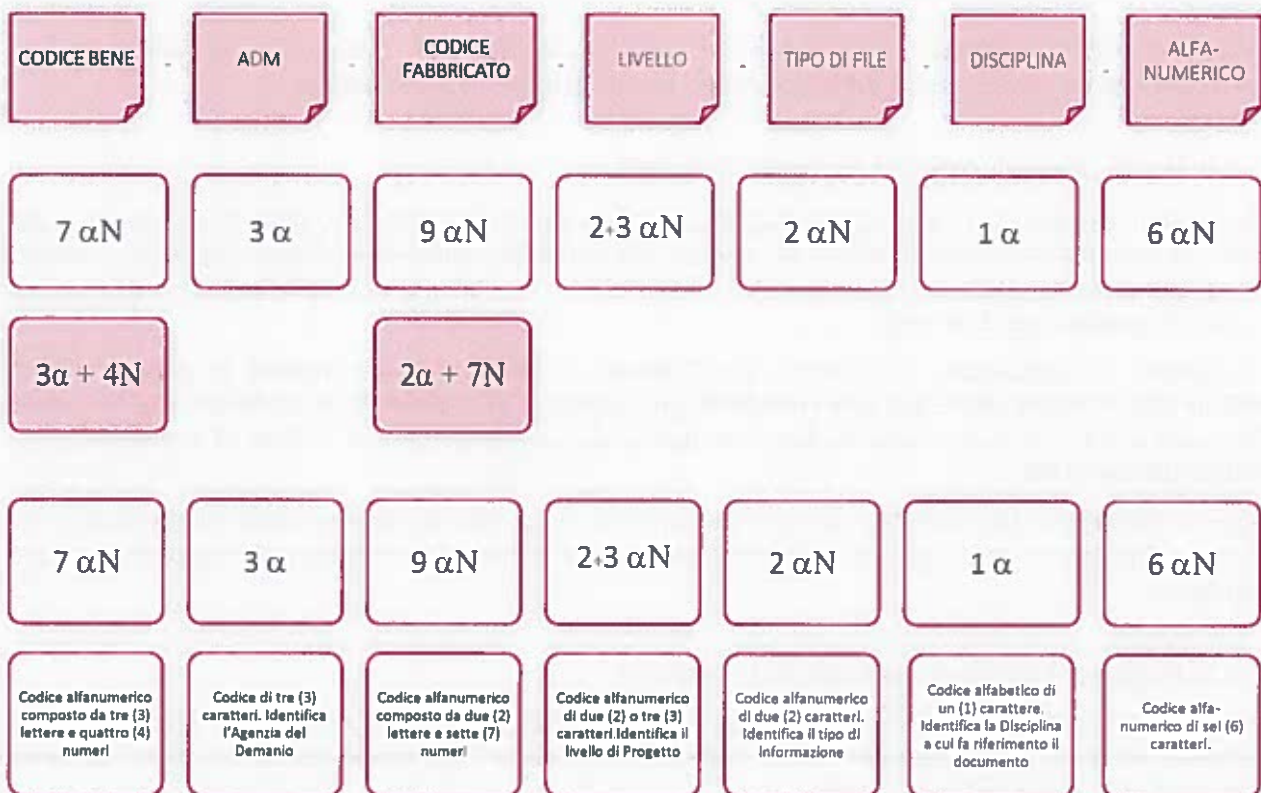 CODICE BENE - ADM - CODICE FABBRICATO - LIVELLO - TIPO DI FILE - DISCIPLINA - ALFA-NUMERICO
7 αN
3 α
9 αN
2÷3 αN
2 αN
1 α
6 αN
3α + 4N
2α + 7N
7 αN
3 α
9 αN
2÷3 αN
2 αN
1 α
6 αN
Codice alfanumerico
composto da tre (3)
lettere e quattro (4)
numeri
Codice di tre (3)
caratteri. Identifica
l'Agenzia del
Demanio
Codice alfanumerico
composto da due (2)
lettere e sette (7)
numeri
Codice alfanumerico
di due (2) o tre (3)
caratteri.Identifica il
livello di Progetto
Codice alfanumerico
di due (2) caratteri.
Identifica il tipo di
Informazione
Codice alfabetico di
un (1) carattere.
Identifica la Disciplina
a cui fa riferimento il
documento
Codice alfa-
numerico di sei (6)
caratteri.